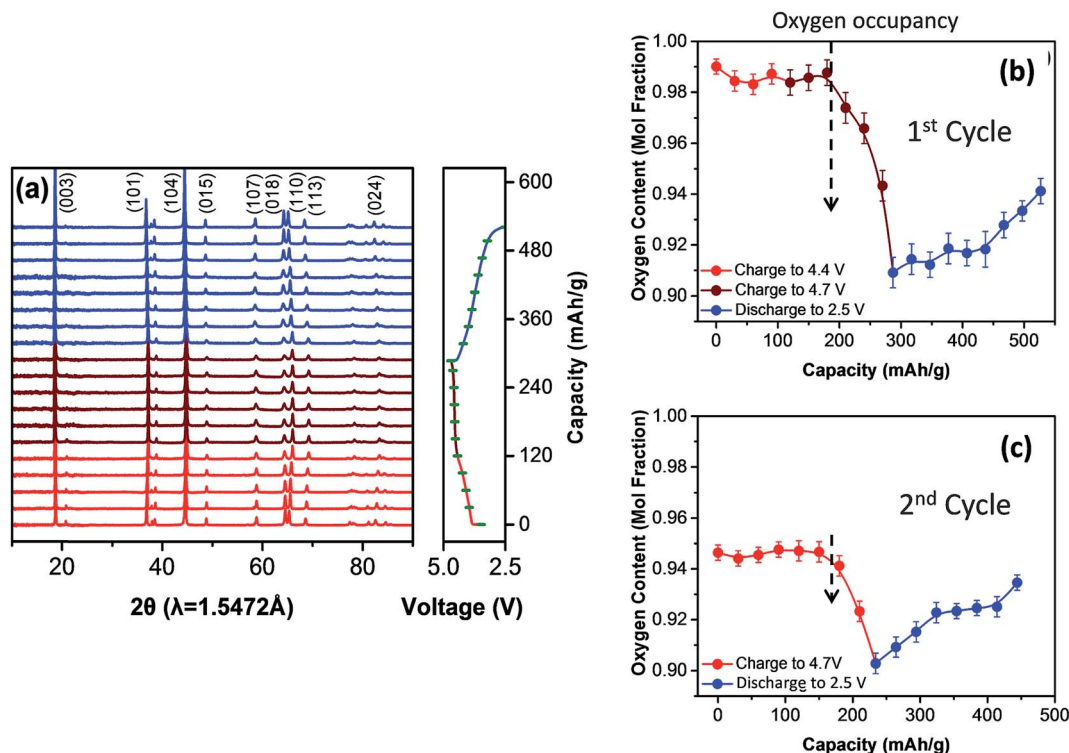 (a)
(003)
(101)
(104)
(015)
(107)
(018)
(110)
(113)
(024)
20 40 60 80
2θ (λ=1.5472Å)
600
480
360
240
120
0
Capacity (mAh/g)
5.0 2.5
Voltage (V)
Oxygen occupancy
(b)
1st Cycle
1.00
0.98
0.96
0.94
0.92
0.90
Oxygen Content (Mol Fraction)
Charge to 4.4 V
Charge to 4.7 V
Discharge to 2.5 V
0 100 200 300 400 500
Capacity (mAh/g)
(c)
2nd Cycle
1.00
0.98
0.96
0.94
0.92
0.90
Oxygen Content (Mol Fraction)
Charge to 4.7V
Discharge to 2.5 V
0 100 200 300 400 500
Capacity (mAh/g)